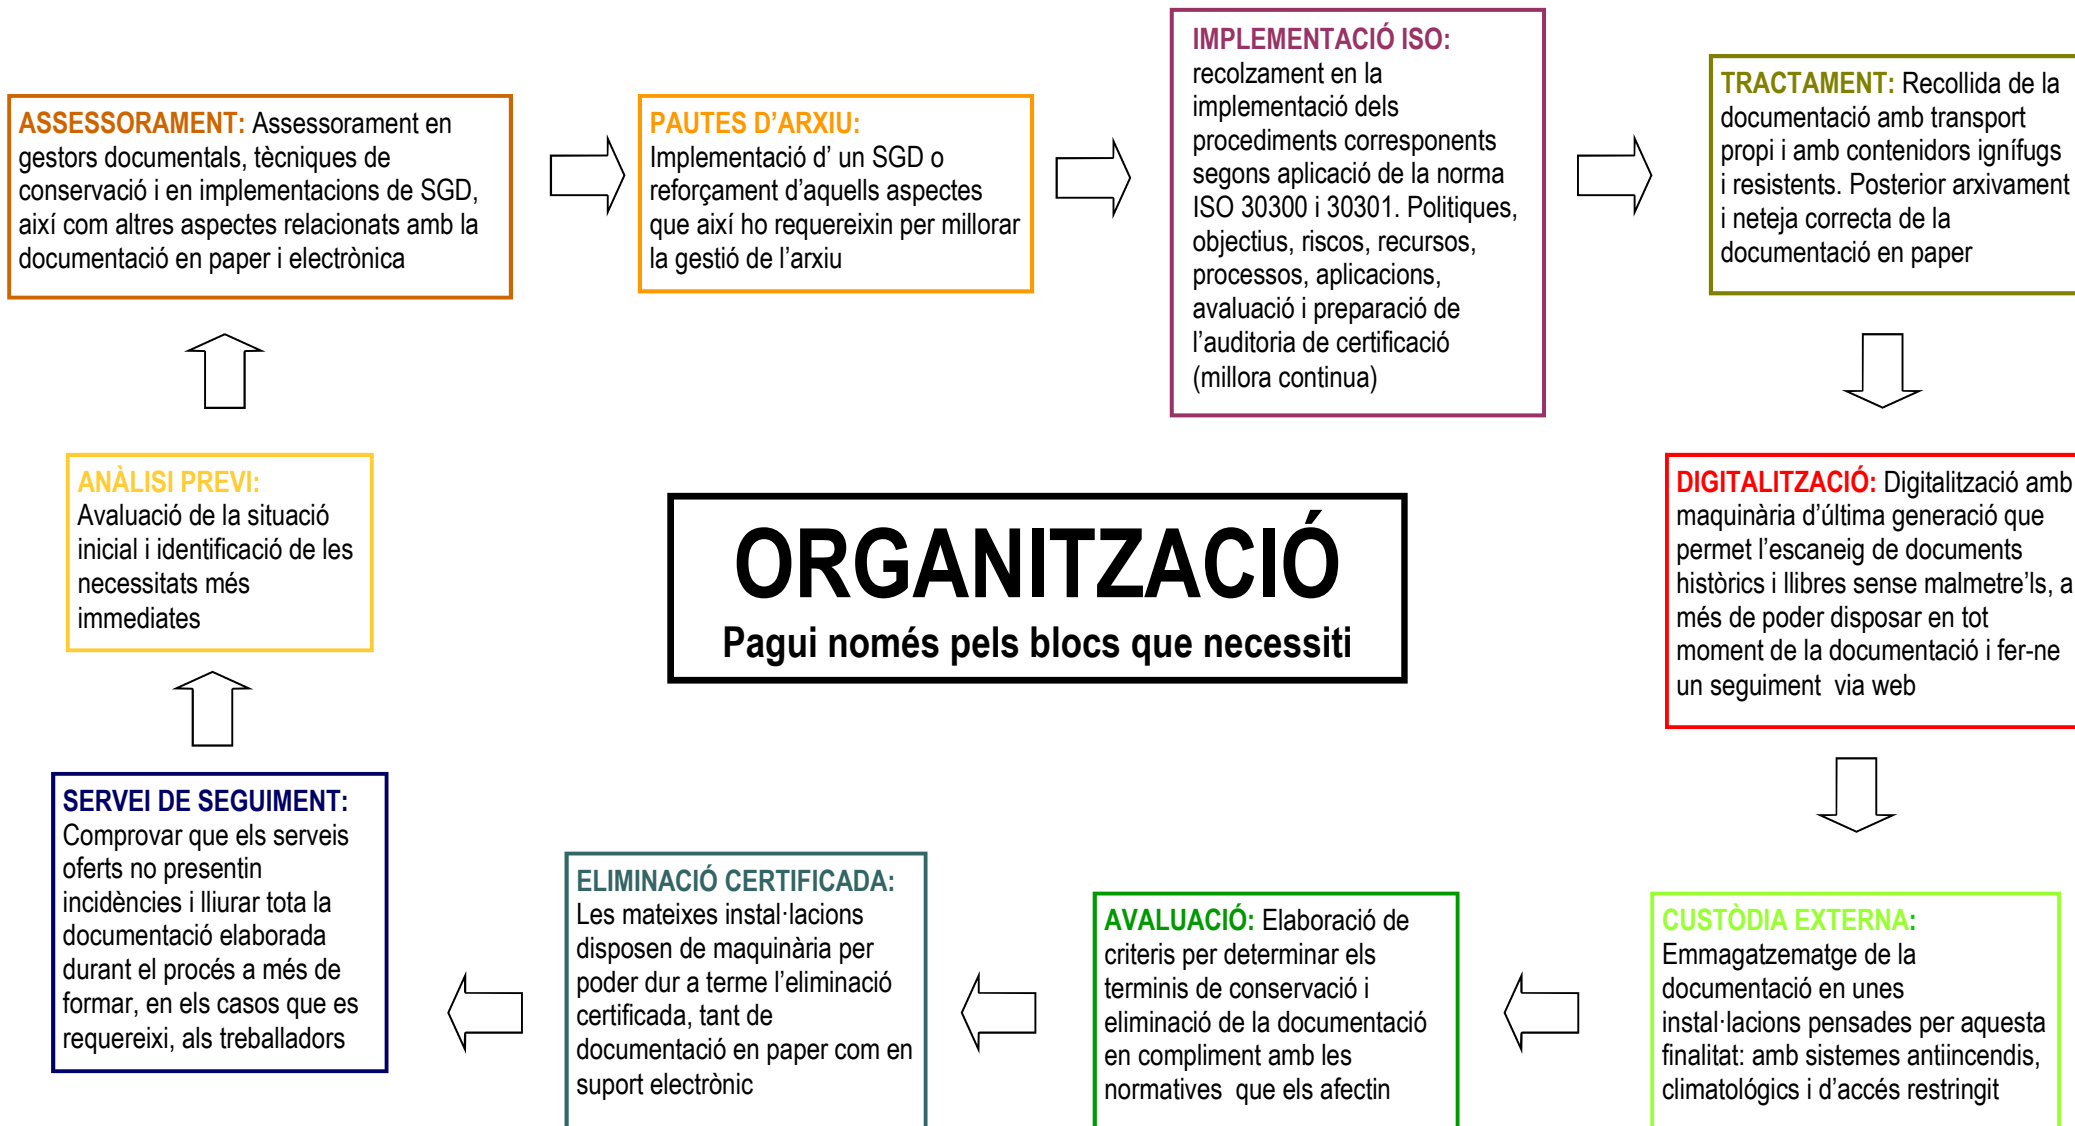 ASSESSORAMENT: Assessorament en
gestors documentals, tècniques de
conservació i en implementacions de SGD,
així com altres aspectes relacionats amb la
documentació en paper i electrònica
PAUTES D’ARXIU:
Implementació d’ un SGD o
reforçament d’aquells aspectes
que així ho requereixin per millorar
la gestió de l’arxiu
IMPLEMENTACIÓ ISO:
recolzament en la
implementació dels
procediments corresponents
segons aplicació de la norma
ISO 30300 i 30301. Politiques,
objectius, riscos, recursos,
processos, aplicacions,
avaluació i preparació de
l’auditoria de certificació
(millora continua)
TRACTAMENT: Recollida de la
documentació amb transport
propi i amb contenidors ignífugs
i resistents. Posterior arxivament
i neteja correcta de la
documentació en paper
ANÀLISI PREVI:
Avaluació de la situació
inicial i identificació de les
necessitats més
immediates
ORGANITZACIÓ
Pagui només pels blocs que necessiti
DIGITALITZACIÓ: Digitalització amb
maquinària d’última generació que
permet l’escaneig de documents
històrics i llibres sense malmetre’ls, a
més de poder disposar en tot
moment de la documentació i fer-ne
un seguiment  via web
SERVEI DE SEGUIMENT:
Comprovar que els serveis
oferts no presentin
incidències i lliurar tota la
documentació elaborada
durant el procés a més de
formar, en els casos que es
requereixi, als treballadors
ELIMINACIÓ CERTIFICADA:
Les mateixes instal·lacions
disposen de maquinària per
poder dur a terme l’eliminació
certificada, tant de
documentació en paper com en
suport electrònic
AVALUACIÓ: Elaboració de
criteris per determinar els
terminis de conservació i
eliminació de la documentació
en compliment amb les
normatives  que els afectin
CUSTÒDIA EXTERNA:
Emmagatzematge de la
documentació en unes
instal·lacions pensades per aquesta
finalitat: amb sistemes antiincendis,
climatológics i d’accés restringit